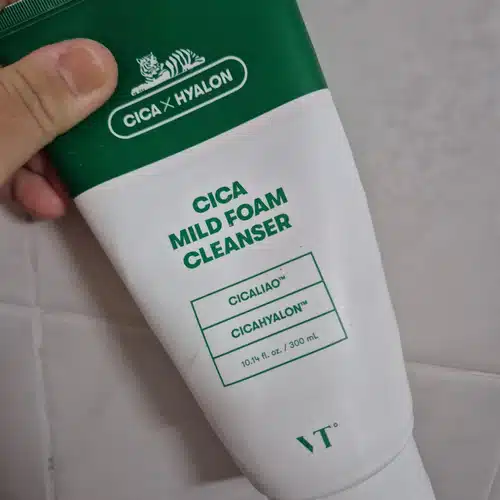 CICA X HYALON
CICA
MILD FOAM
CLEANSER
CICALIAO™
CICAHYALON™
10.14 fl. oz. / 300 mL
VT